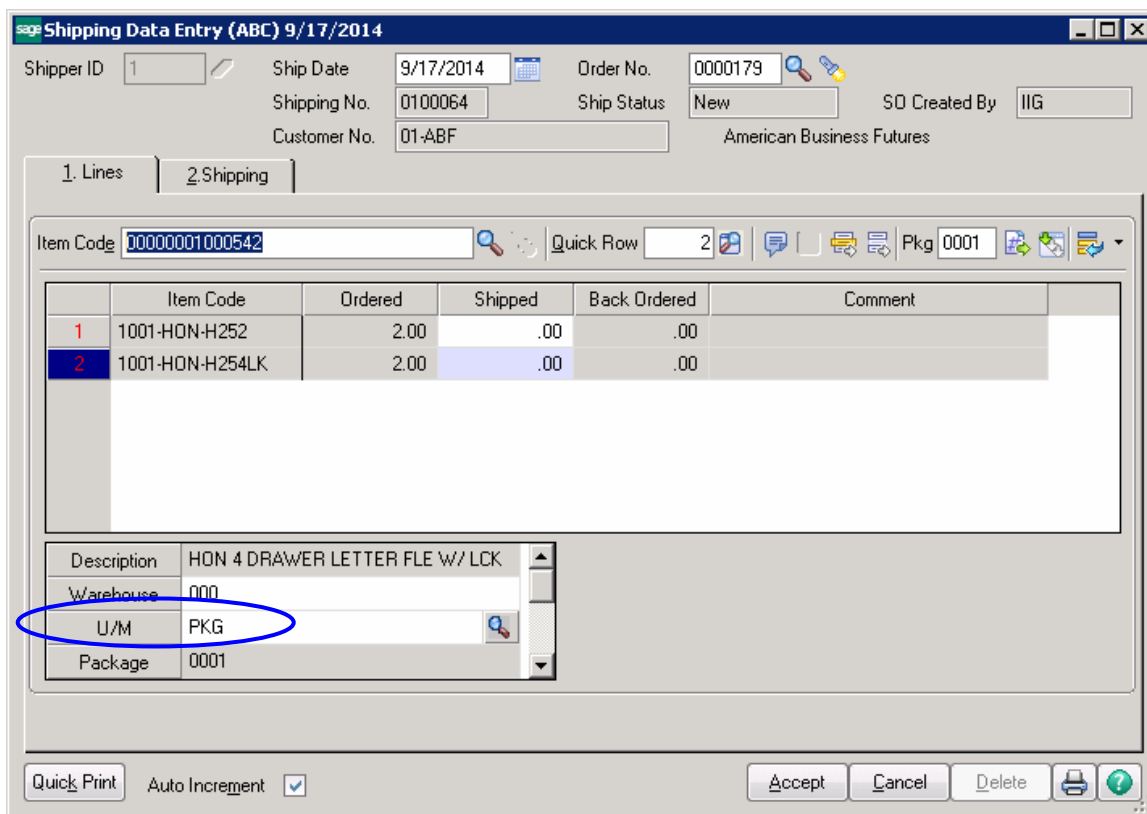 sage Shipping Data Entry (ABC) 9/17/2014
Shipper ID 1 Ship Date 9/17/2014 Order No. 0000179
Shipping No. 0100064 Ship Status New SO Created By IIG
Customer No. 01-ABF American Business Futures
1. Lines 2.Shipping
Item Code 00000001000542 Quick Row 2 Pkg 0001
Item Code Ordered Shipped Back Ordered Comment
1 1001-HON-H252 2.00 .00 .00
2 1001-HON-H254LK 2.00 .00 .00
Description HON 4 DRAWER LETTER FLE W/ LCK
Warehouse 000
U/M PKG
Package 0001
Quick Print Auto Increment Accept Cancel Delete